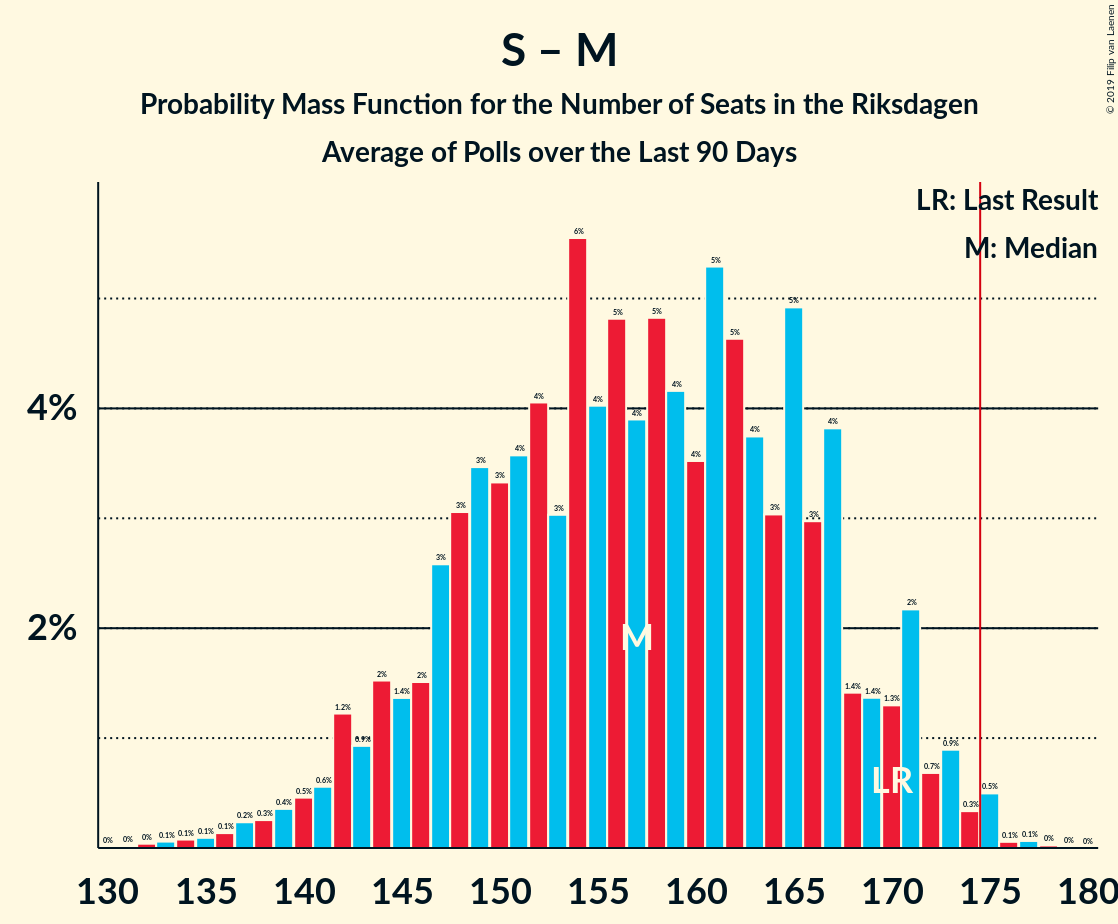 S – M
Probability Mass Function for the Number of Seats in the Riksdagen
Average of Polls over the Last 90 Days
© 2019 Filip van Laenen
LR: Last Result
M: Median
4%
2%
0% 0% 0% 0.1% 0.1% 0.1% 0.1% 0.2% 0.3% 0.4% 0.5% 0.6% 1.2% 0.9% 2% 1.4% 2% 3% 3% 3% 3% 4% 4% 3% 6% 4% 5% 4% 5% 4% 4% 5% 5% 4% 3% 5% 3% 4% 1.4% 1.4% 1.3% 2% 0.7% 0.9% 0.3% 0.5% 0.1% 0.1% 0% 0% 0%
M
LR
130 135 140 145 150 155 160 165 170 175 180